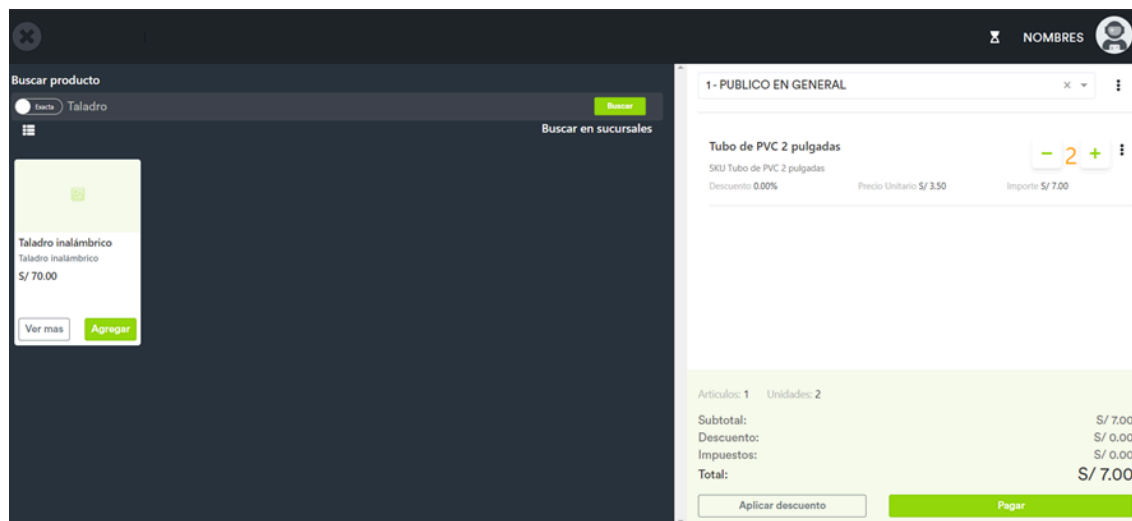 NOMBRES
Buscar producto
Exacta Taladro Buscar
Buscar en sucursales
Taladro inalámbrico
Taladro inalámbrico
S/ 70.00
Ver mas Agregar
1- PUBLICO EN GENERAL
Tubo de PVC 2 pulgadas
SKU Tubo de PVC 2 pulgadas
- 2 +
Descuento 0.00% Precio Unitario S/ 3.50 Importe S/ 7.00
Articulos: 1 Unidades: 2
Subtotal: S/ 7.00
Descuento: S/ 0.00
Impuestos: S/ 0.00
Total: S/ 7.00
Aplicar descuento Pagar